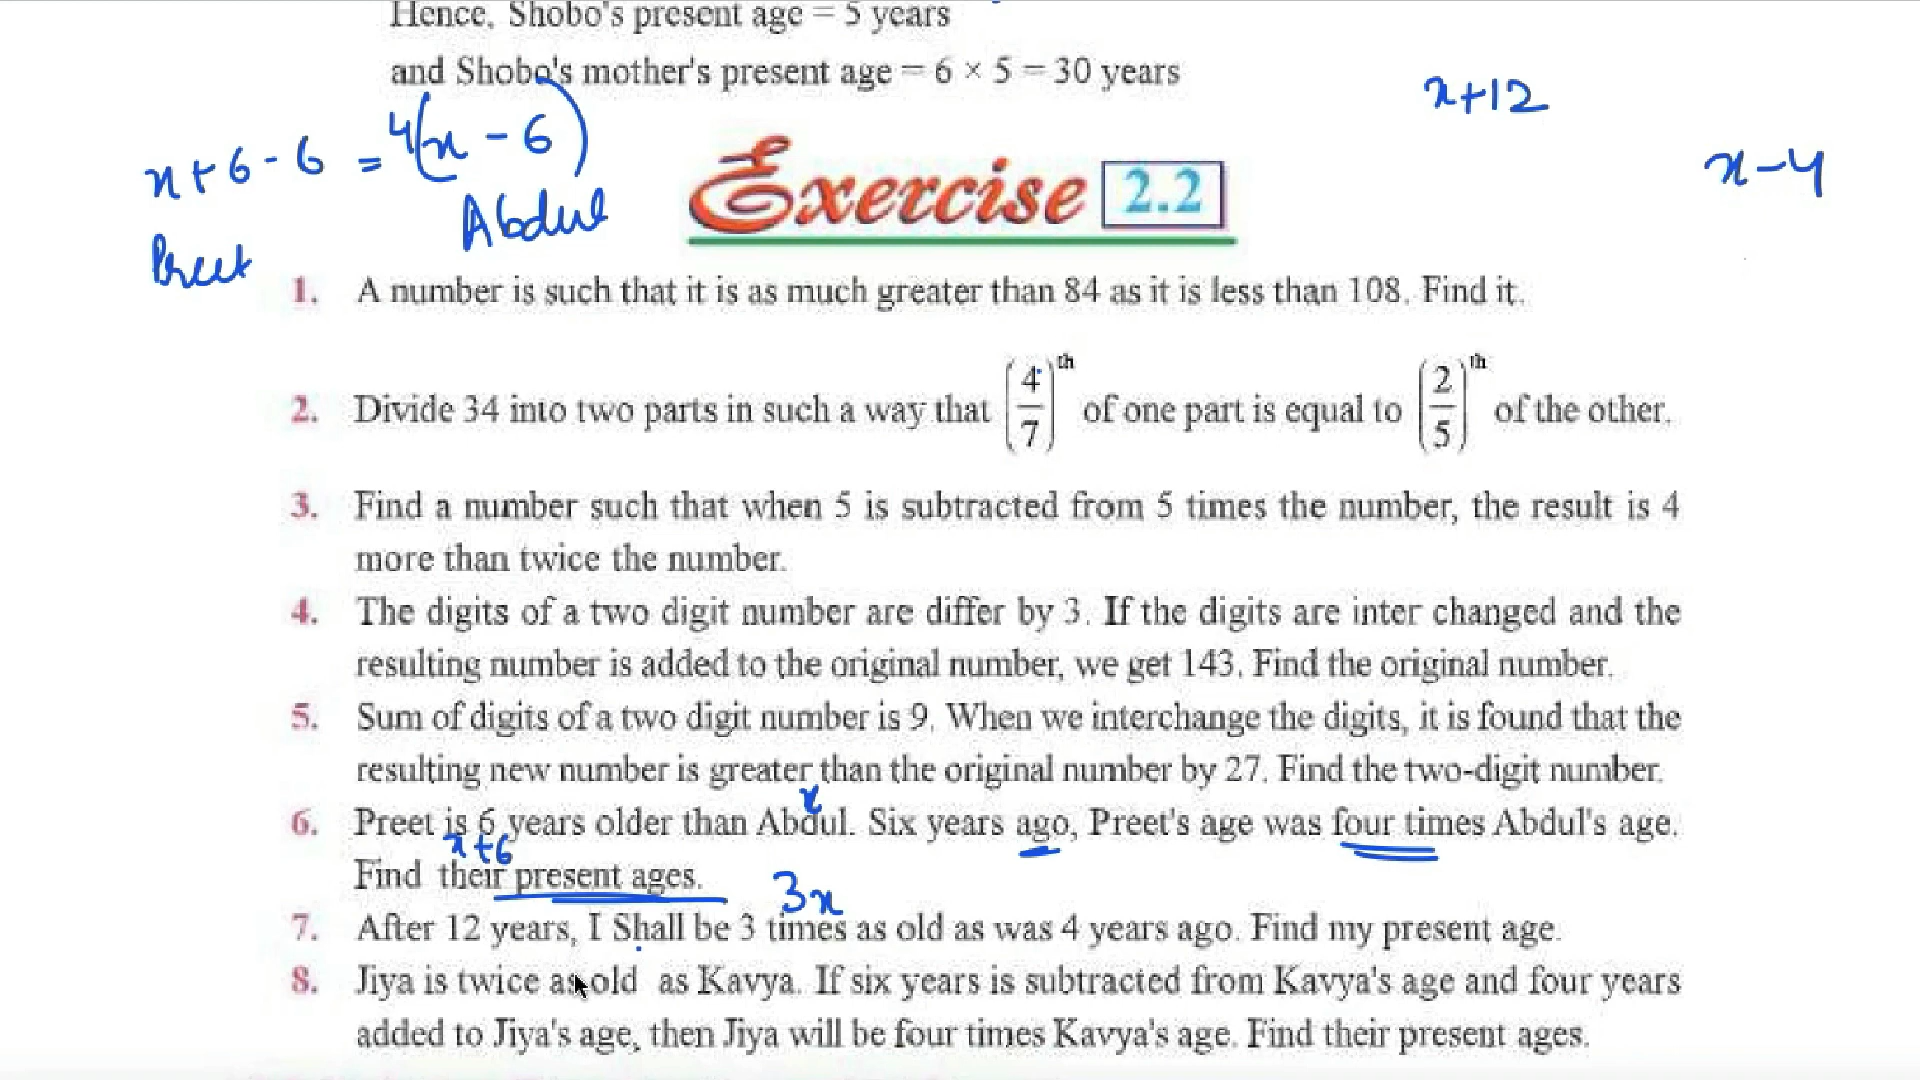 Hence, Shobo's present age = 5 years
and Shobo's mother's present age = 6 × 5 = 30 years
x+12
x+6-6 = 4(x-6)
x-4
Preet
Abdul
Exercise 2.2
1. A number is such that it is as much greater than 84 as it is less than 108. Find it.
2. Divide 34 into two parts in such a way that (4/7)th of one part is equal to (2/5)th of the other.
3. Find a number such that when 5 is subtracted from 5 times the number, the result is 4
more than twice the number.
4. The digits of a two digit number are differ by 3. If the digits are inter changed and the
resulting number is added to the original number, we get 143. Find the original number.
5. Sum of digits of a two digit number is 9. When we interchange the digits, it is found that the
resulting new number is greater than the original number by 27. Find the two-digit number.
x
6. Preet is 6 years older than Abdul. Six years ago, Preet's age was four times Abdul's age.
x+6
Find their present ages.
3x
7. After 12 years, I Shall be 3 times as old as was 4 years ago. Find my present age.
8. Jiya is twice as old as Kavya. If six years is subtracted from Kavya's age and four years
added to Jiya's age, then Jiya will be four times Kavya's age. Find their present ages.